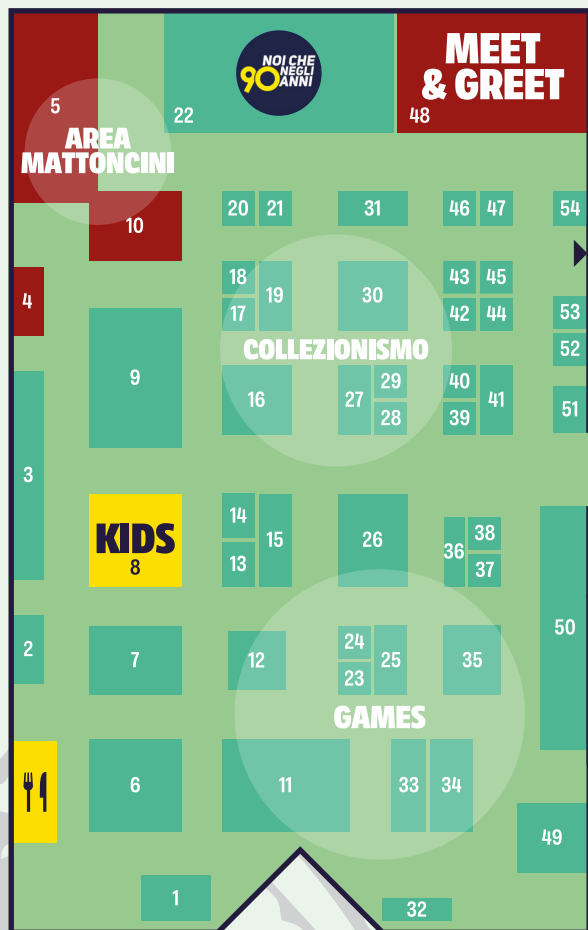 NOI CHE
NEGLI
90 ANNI
MEET
& GREET
5
22
48
AREA
MATTONCINI
10
20 21 31 46 47 54
18 19 30 43 45
4
17 42 44 53
COLLEZIONISMO
52
9 16 27 29 40 41 51
28 39
3
14 15 26 36 38
KIDS
13 37
8
50
2 7 12 24 25 35
23
GAMES
6 11 33 34
49
1 32